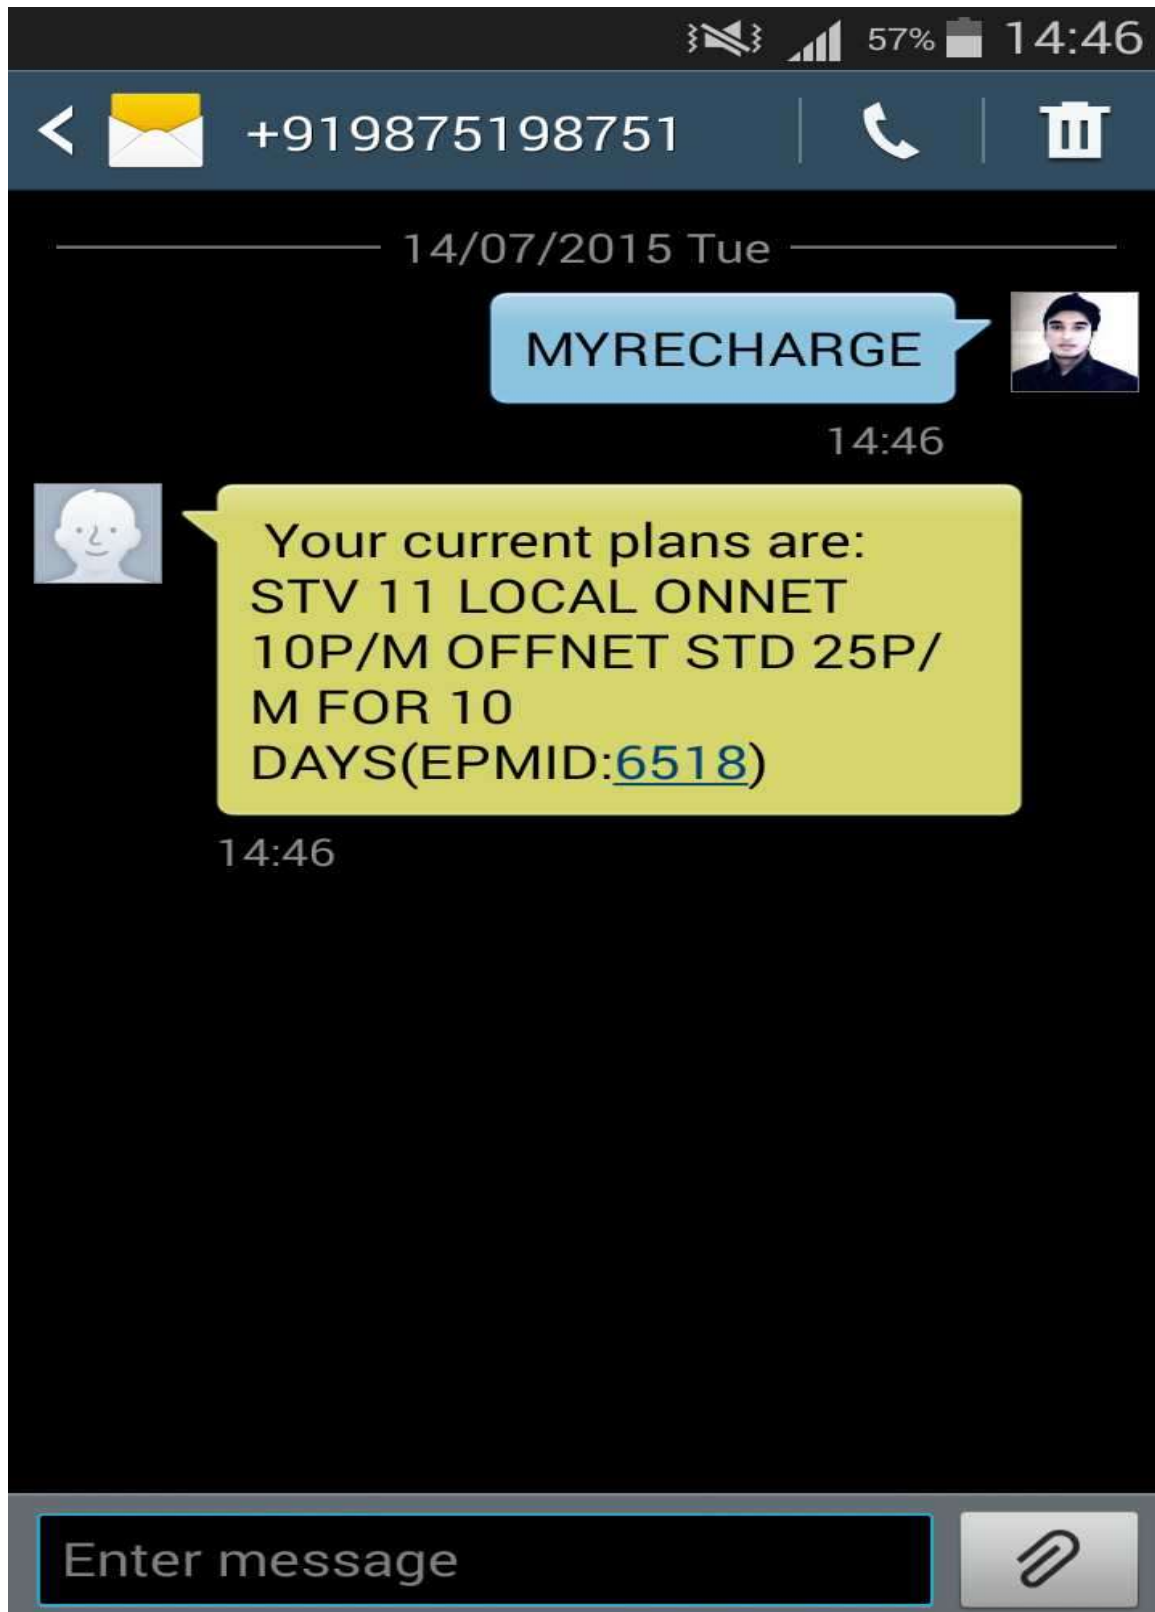 57% 14:46
+919875198751
14/07/2015 Tue
MYRECHARGE
14:46
Your current plans are:
STV 11 LOCAL ONNET
10P/M OFFNET STD 25P/
M FOR 10
DAYS(EPMID:6518)
14:46
Enter message